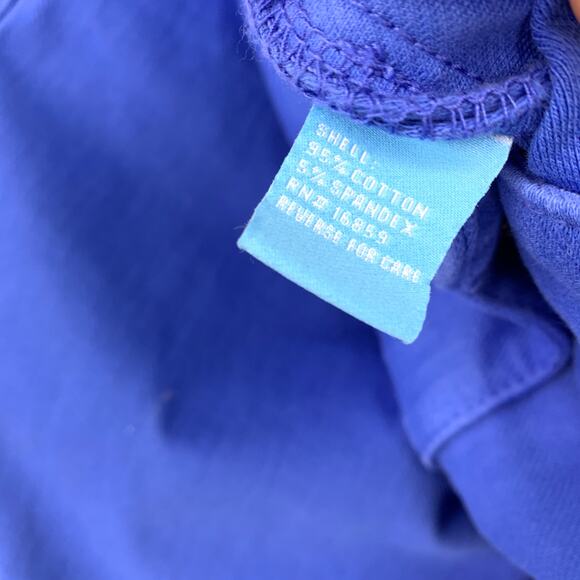 SHELL:
95% COTTON
5% SPANDEX
RN# 16859
REVERSE FOR CARE